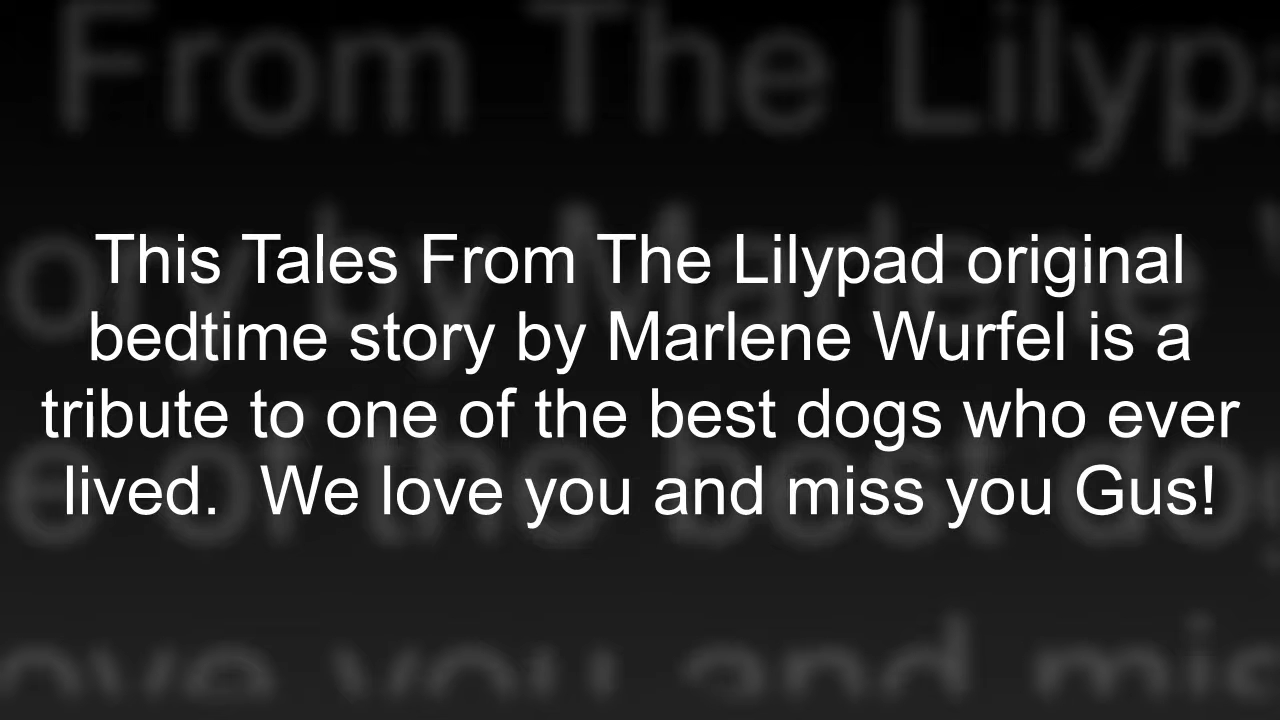 This Tales From The Lilypad original
bedtime story by Marlene Wurfel is a
tribute to one of the best dogs who ever
lived.  We love you and miss you Gus!